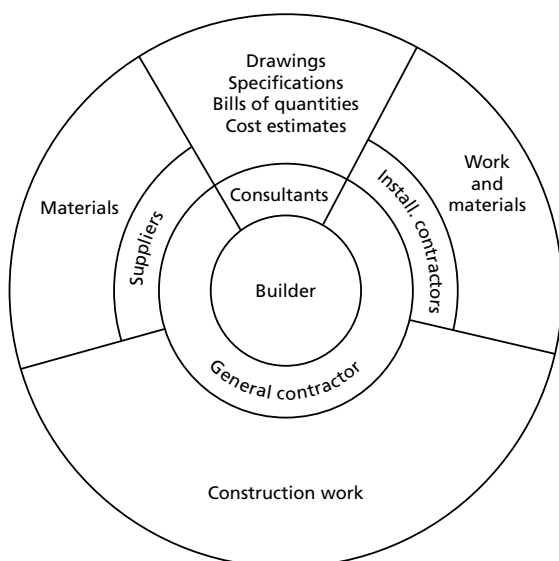 Drawings
Specifications
Bills of quantities
Cost estimates
Materials
Suppliers
Consultants
Install. contractors
Work
and
materials
Builder
General contractor
Construction work